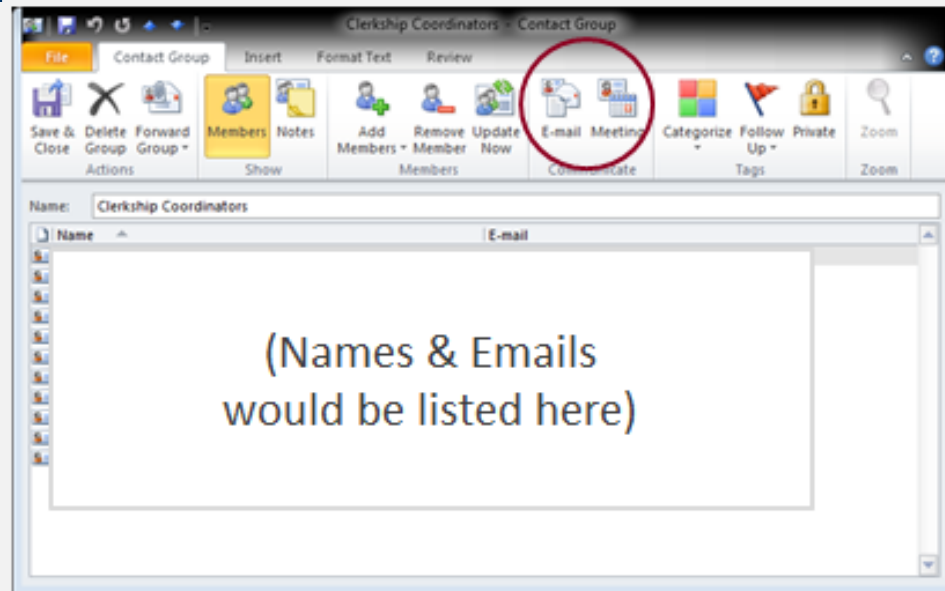 Clerkship Coordinators - Contact Group
File Contact Group Insert Format Text Review
Save & Close Delete Group Forward Group Members Notes Add Members Remove Member Update Now E-mail Meeting Categorize Follow Up Private Zoom
Actions Show Members Communicate Tags Zoom
Name: Clerkship Coordinators
Name E-mail
(Names & Emails
would be listed here)